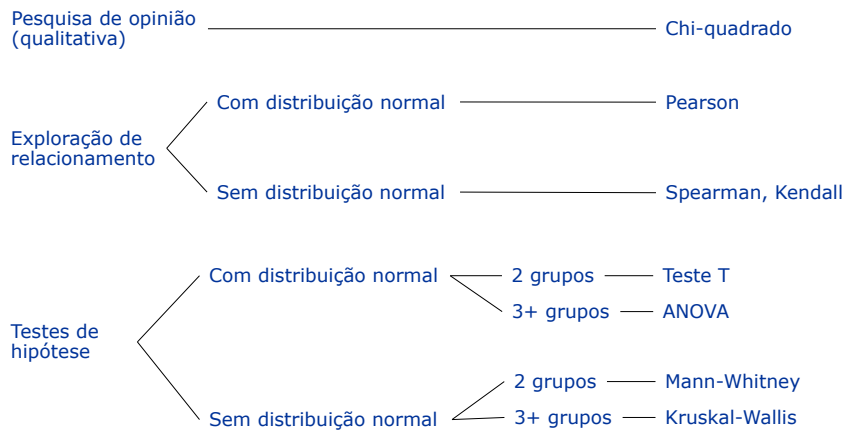 Pesquisa de opinião
(qualitativa)
Chi-quadrado
Exploração de
relacionamento
Com distribuição normal
Pearson
Sem distribuição normal
Spearman, Kendall
Testes de
hipótese
Com distribuição normal
2 grupos
Teste T
3+ grupos
ANOVA
Sem distribuição normal
2 grupos
Mann-Whitney
3+ grupos
Kruskal-Wallis